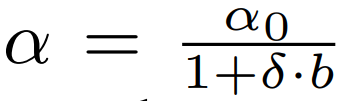 α = α₀ / 1+δ·b